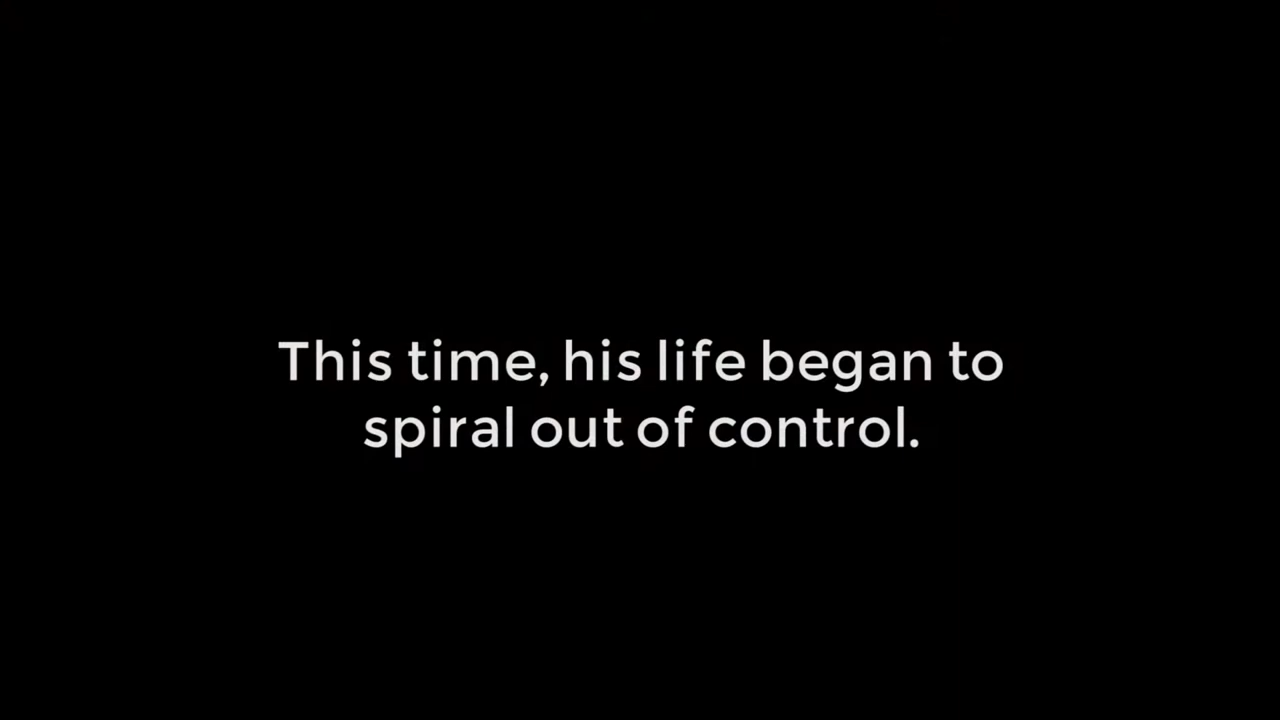 This time, his life began to
spiral out of control.